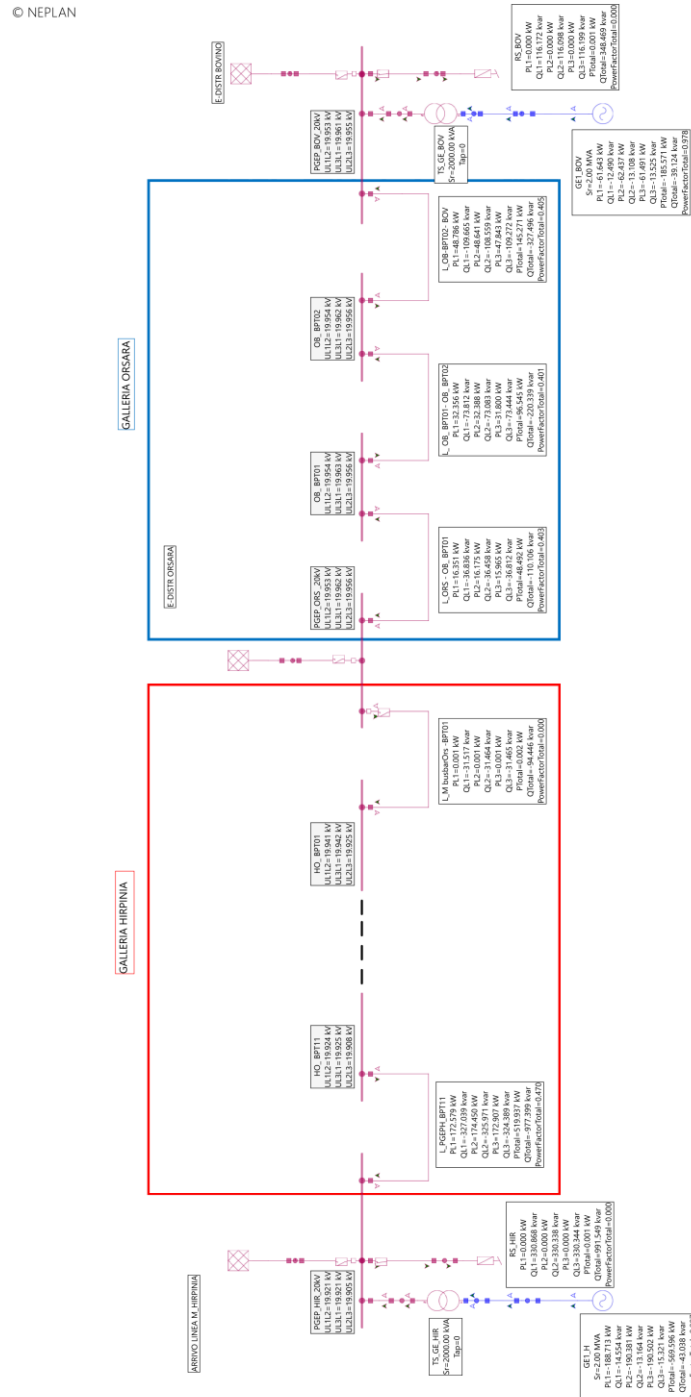 © NEPLAN
E-DISTR BOVINO
RS_BOV
PL1=0.000 kW
QL1=116.172 kvar
PL2=0.000 kW
QL2=116.098 kvar
PL3=0.000 kW
QL3=116.199 kvar
PTotal=0.001 kW
QTotal=348.469 kvar
PowerFactorTotal=0.000
PGEP_BOV_20kV
UL1L2=19.953 kV
UL3L1=19.961 kV
UL2L3=19.955 kV
TS_GE_BOV
Sr=2000.00 kVA
Tap=0
GE1_BOV
Sr=2.00 MVA
PL1=-61.643 kW
QL1=-12.490 kvar
PL2=-62.437 kW
QL2=-13.108 kvar
PL3=-61.491 kW
QL3=-13.525 kvar
PTotal=-185.571 kW
QTotal=-39.124 kvar
PowerFactorTotal=0.978
GALLERIA ORSARA
L_OB-BPT02- BOV
PL1=48.786 kW
QL1=-109.665 kvar
PL2=48.641 kW
QL2=-108.559 kvar
PL3=47.843 kW
QL3=-109.272 kvar
PTotal=145.271 kW
QTotal=-327.496 kvar
PowerFactorTotal=0.405
OB_ BPT02
UL1L2=19.954 kV
UL3L1=19.962 kV
UL2L3=19.956 kV
L_ OB_ BPT01- OB_ BPT02
PL1=32.356 kW
QL1=-73.812 kvar
PL2=32.388 kW
QL2=-73.083 kvar
PL3=31.800 kW
QL3=-73.444 kvar
PTotal=96.545 kW
QTotal=-220.339 kvar
PowerFactorTotal=0.401
OB_ BPT01
UL1L2=19.954 kV
UL3L1=19.963 kV
UL2L3=19.956 kV
E-DISTR ORSARA
L_ORS - OB_ BPT01
PL1=16.351 kW
QL1=-36.836 kvar
PL2=16.175 kW
QL2=-36.458 kvar
PL3=15.965 kW
QL3=-36.812 kvar
PTotal=48.492 kW
QTotal=-110.106 kvar
PowerFactorTotal=0.403
PGEP_ORS _20kV
UL1L2=19.953 kV
UL3L1=19.962 kV
UL2L3=19.956 kV
GALLERIA HIRPINIA
L_M busbarOrs -BPT01
PL1=0.001 kW
QL1=-31.517 kvar
PL2=0.001 kW
QL2=-31.464 kvar
PL3=0.001 kW
QL3=-31.465 kvar
PTotal=0.002 kW
QTotal=-94.446 kvar
PowerFactorTotal=0.000
HO_ BPT01
UL1L2=19.941 kV
UL3L1=19.942 kV
UL2L3=19.925 kV
HO_ BPT11
UL1L2=19.924 kV
UL3L1=19.925 kV
UL2L3=19.908 kV
L_PGEPH_BPT11
PL1=172.579 kW
QL1=-327.039 kvar
PL2=174.450 kW
QL2=-325.971 kvar
PL3=172.907 kW
QL3=-324.389 kvar
PTotal=519.937 kW
QTotal=-977.399 kvar
PowerFactorTotal=0.470
ARRIVO LINEA M_HIRPINIA
RS_HIR
PL1=0.000 kW
QL1=330.868 kvar
PL2=0.000 kW
QL2=330.338 kvar
PL3=0.000 kW
QL3=330.344 kvar
PTotal=0.001 kW
QTotal=991.549 kvar
PowerFactorTotal=0.000
PGEP_HIR_20kV
UL1L2=19.921 kV
UL3L1=19.921 kV
UL2L3=19.905 kV
TS_GE_HIR
Sr=2000.00 kVA
Tap=0
GE1_H
Sr=2.00 MVA
PL1=-188.713 kW
QL1=-14.554 kvar
PL2=-190.381 kW
QL2=-13.164 kvar
PL3=-190.502 kW
QL3=-15.321 kvar
PTotal=-569.596 kW
QTotal=-43.038 kvar